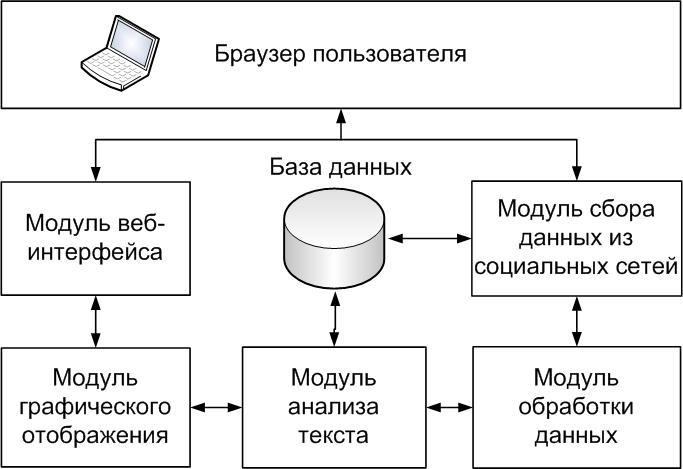 Браузер пользователя
База данных
Модуль веб-
интерфейса
Модуль сбора
данных из
социальных сетей
Модуль
графического
отображения
Модуль
анализа
текста
Модуль
обработки
данных